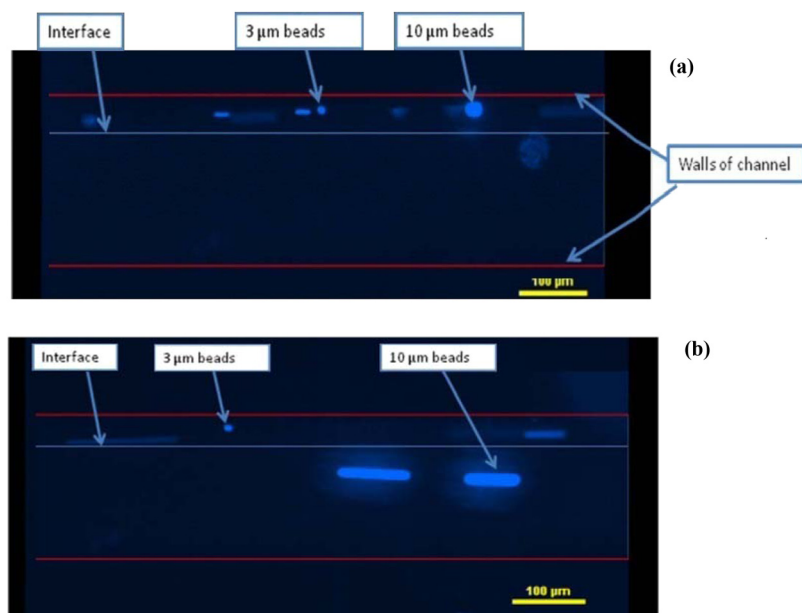 Interface
3 µm beads
10 µm beads
(a)
Walls of channel
100 µm
Interface
3 µm beads
10 µm beads
(b)
100 µm